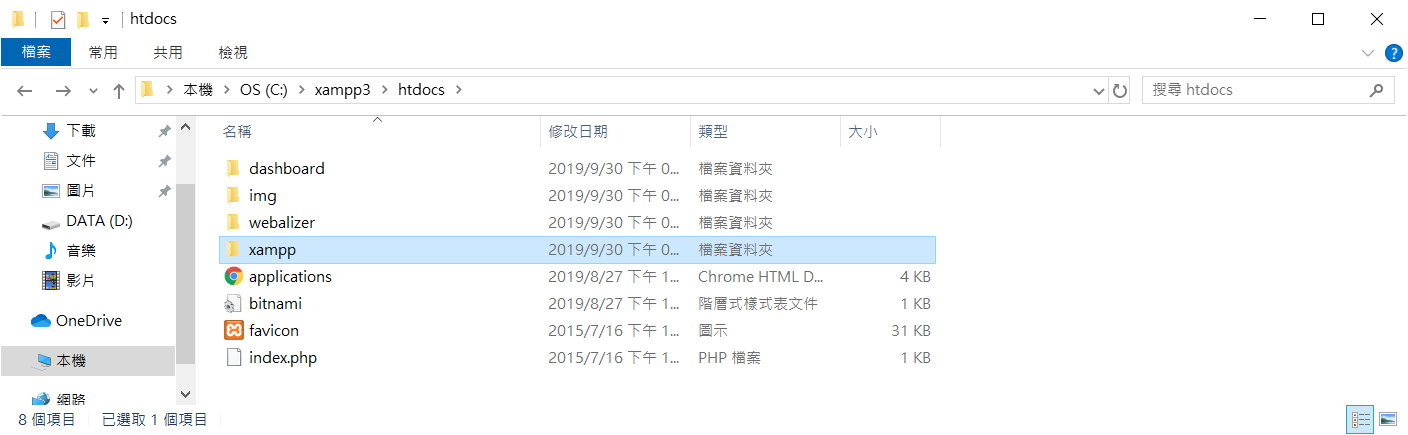 htdocs
檔案 常用 共用 檢視
本機 OS (C:) xampp3 htdocs 搜尋 htdocs
名稱 修改日期 類型 大小
下載
文件
圖片
DATA (D:)
音樂
影片
OneDrive
本機
網路
dashboard 2019/9/30 下午 0... 檔案資料夾
img 2019/9/30 下午 0... 檔案資料夾
webalizer 2019/9/30 下午 0... 檔案資料夾
xampp 2019/9/30 下午 0... 檔案資料夾
applications 2019/8/27 下午 1... Chrome HTML D... 4 KB
bitnami 2019/8/27 下午 1... 階層式樣式表文件 1 KB
favicon 2015/7/16 下午 1... 圖示 31 KB
index.php 2015/7/16 下午 1... PHP 檔案 1 KB
8 個項目 已選取 1 個項目